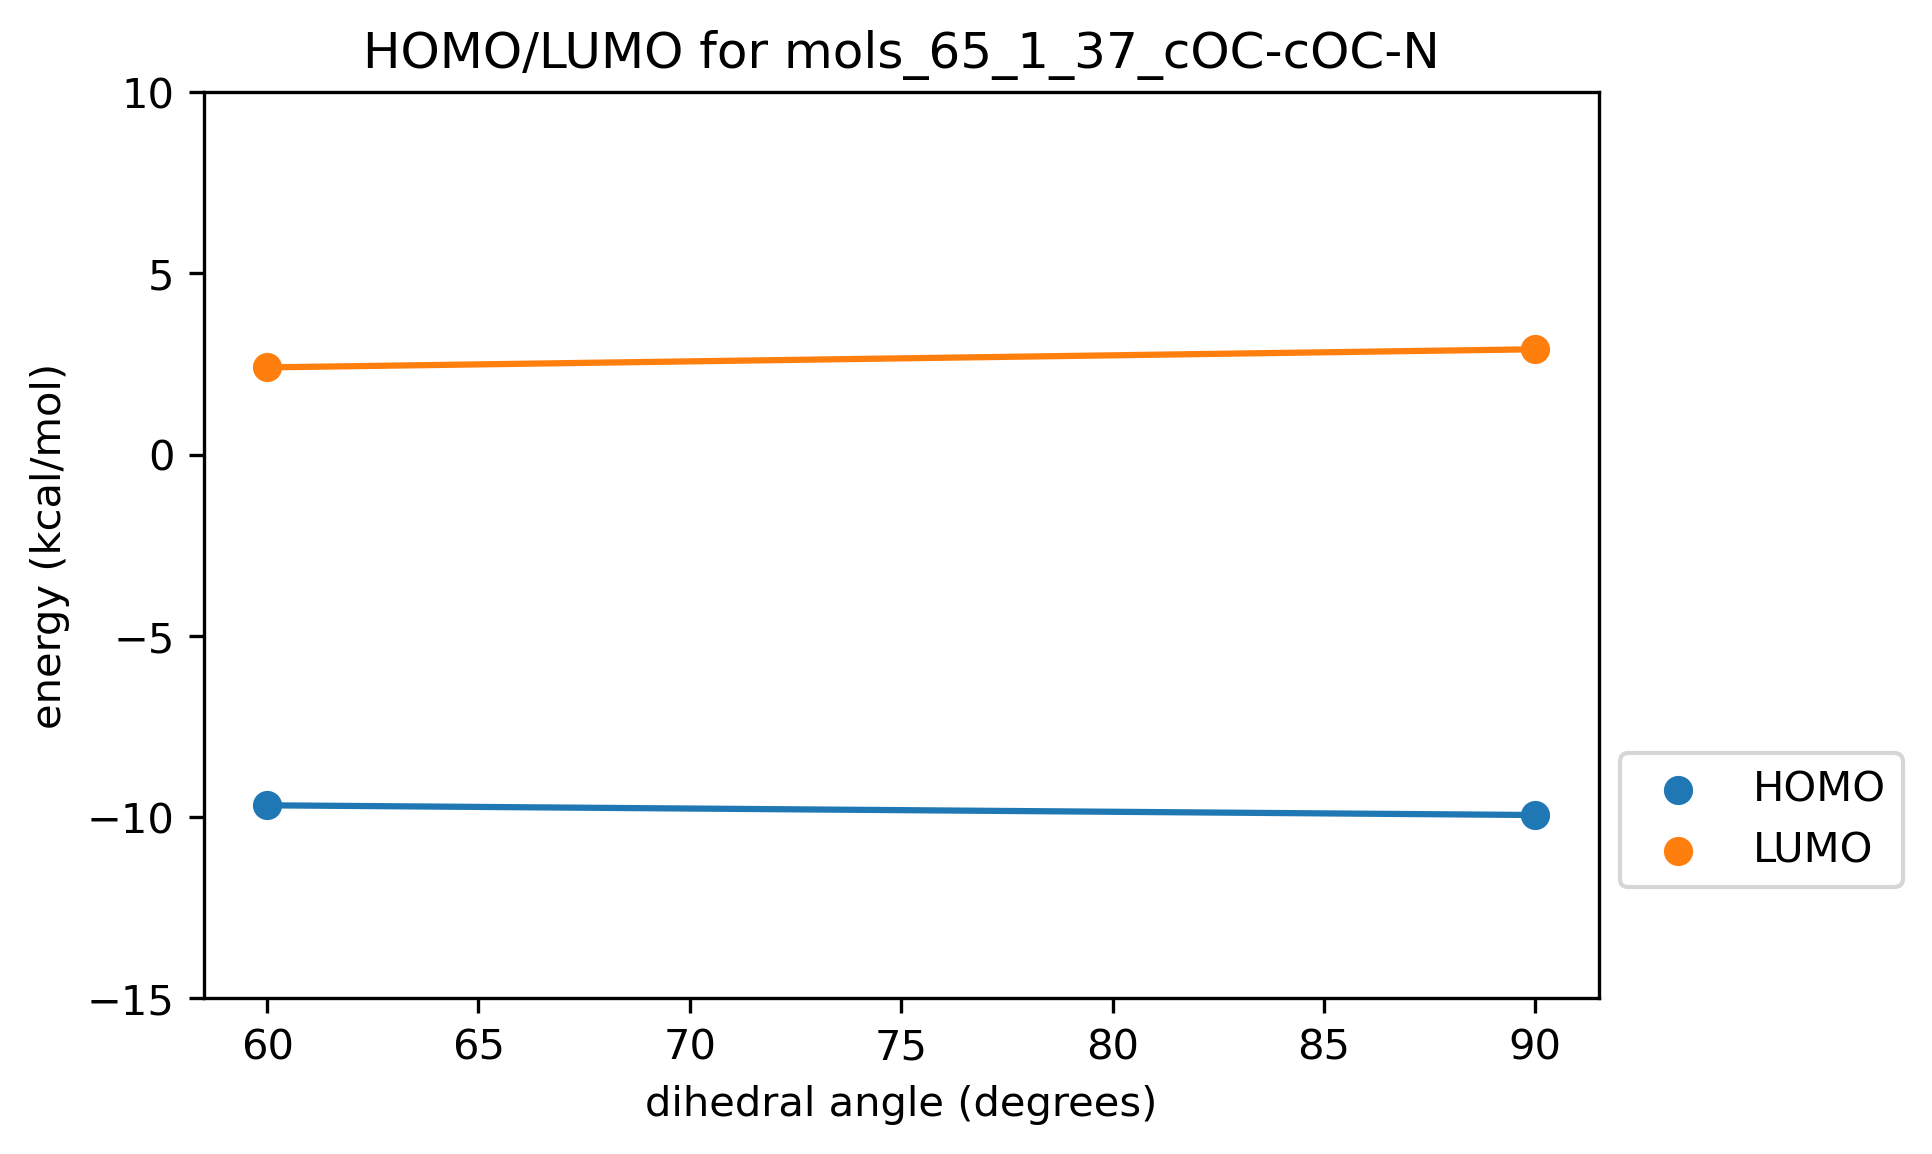 HOMO/LUMO for mols_65_1_37_cOC-cOC-N
10
5
0
−5
−10
−15
energy (kcal/mol)
60 65 70 75 80 85 90
dihedral angle (degrees)
HOMO
LUMO